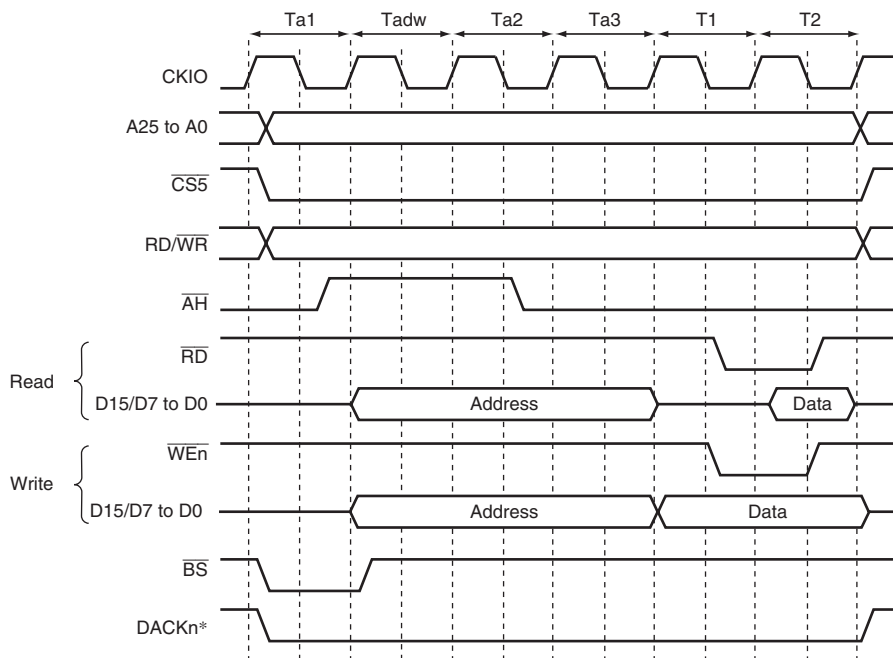 Ta1 Tadw Ta2 Ta3 T1 T2
CKIO
A25 to A0
CS5
RD/WR
AH
RD
Read
D15/D7 to D0 Address Data
WEn
Write
D15/D7 to D0 Address Data
BS
DACKn*